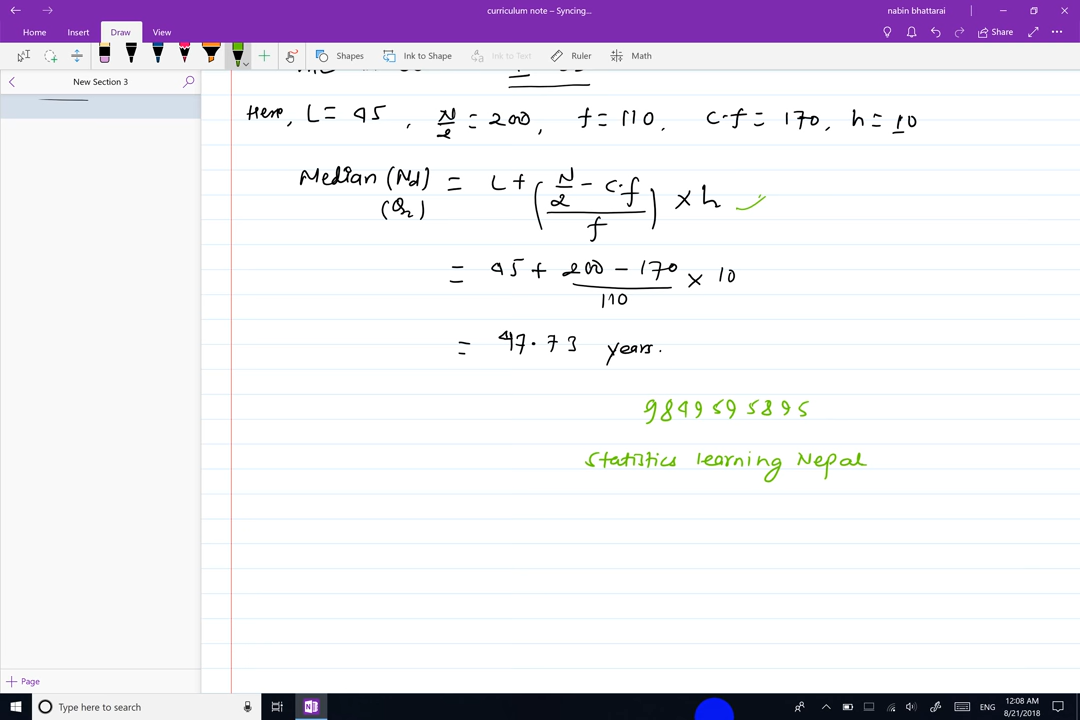 curriculum note – Syncing...
nabin bhattarai
Home Insert Draw View
Share
Shapes Ink to Shape Ink to Text Ruler Math
New Section 3
Here, L = 45, N/2 = 200, f = 110, c.f = 170, h = 10
Median (Md) = L + (N/2 - c.f / f) × h
= 45 + 200 - 170 / 110 × 10
= 47.73 years.
9849595895
Statistics learning Nepal
Page
Type here to search
ENG
12:08 AM
8/21/2018